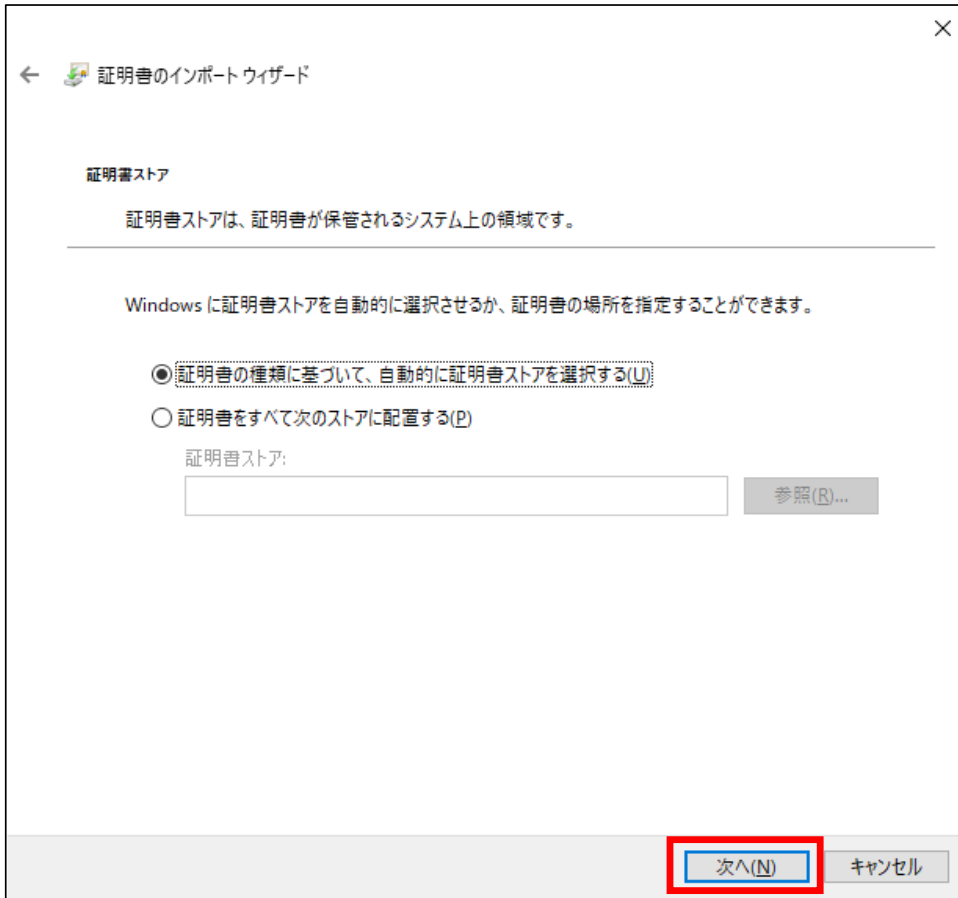 証明書のインポート ウィザード
証明書ストア
証明書ストアは、証明書が保管されるシステム上の領域です。
Windows に証明書ストアを自動的に選択させるか、証明書の場所を指定することができます。
証明書の種類に基づいて、自動的に証明書ストアを選択する(U)
証明書をすべて次のストアに配置する(P)
証明書ストア:
参照(R)...
次へ(N) キャンセル